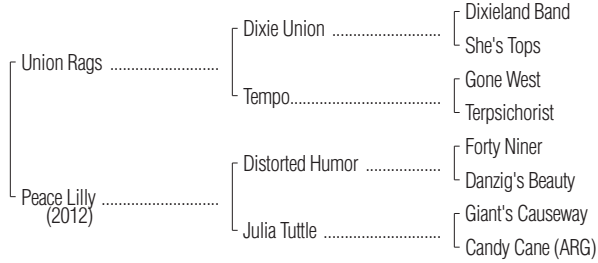 Dixieland Band
Dixie Union ......................
She's Tops
Union Rags ......................
Gone West
Tempo..............................
Terpsichorist
Forty Niner
Distorted Humor ...............
Danzig's Beauty
Peace Lilly .......................
(2012)
Giant's Causeway
Julia Tuttle .......................
Candy Cane (ARG)